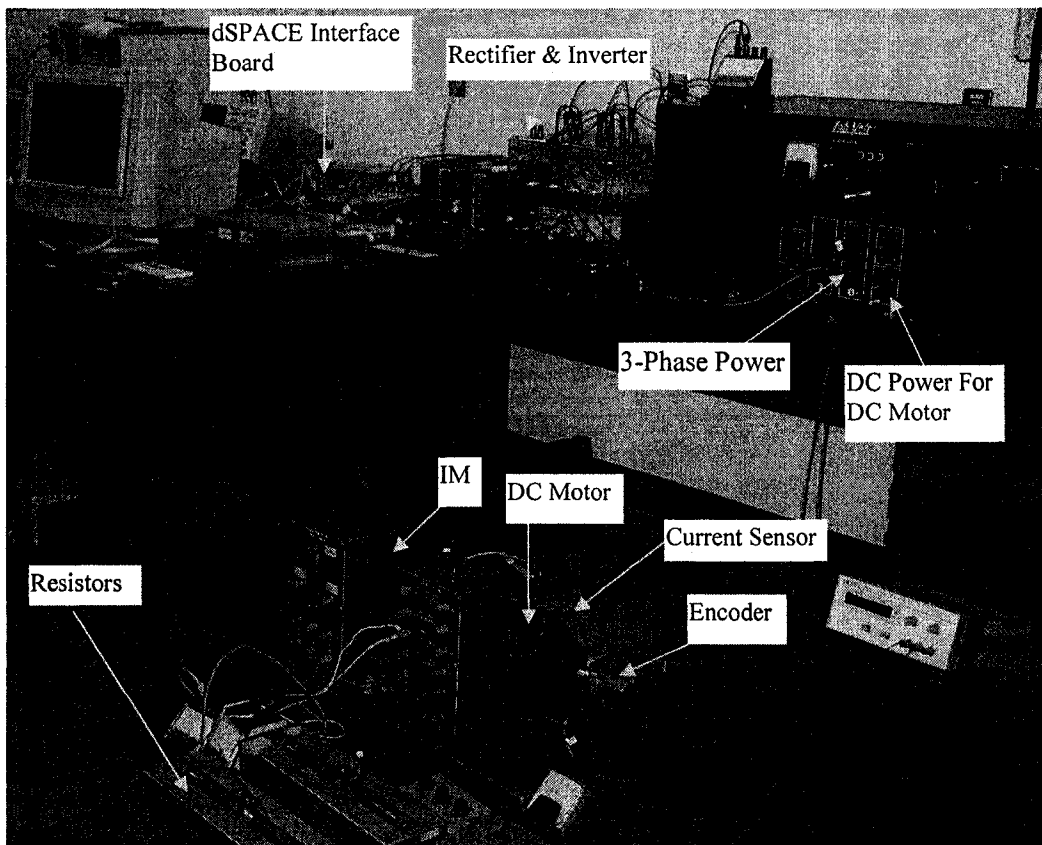 dSPACE Interface
Board
Rectifier & Inverter
3-Phase Power
DC Power For
DC Motor
IM
DC Motor
Current Sensor
Resistors
Encoder